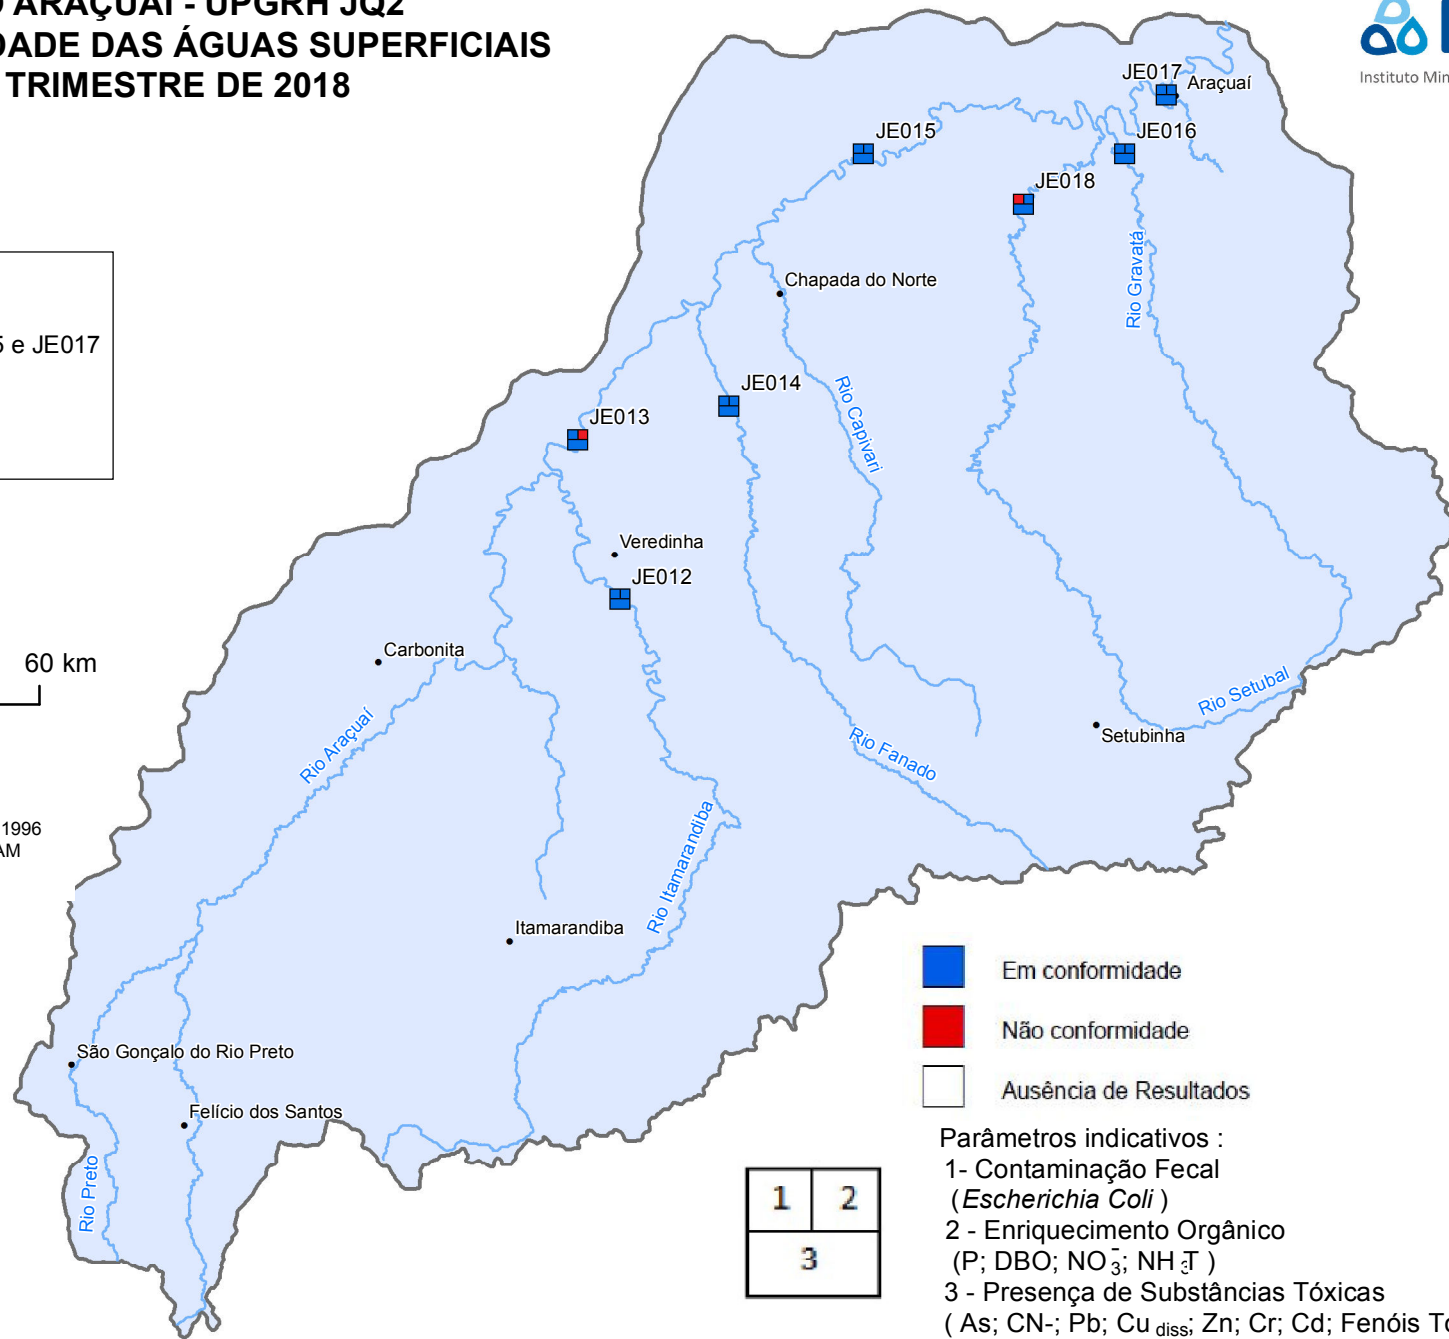 ARAÇUAÍ - UPGRH JQ2
DADE DAS ÁGUAS SUPERFICIAIS
TRIMESTRE DE 2018
Instituto
JE017
Araçuaí
JE015
JE016
JE018
Chapada do Norte
Rio Gravatá
e JE017
JE014
Rio Capivari
JE013
Veredinha
JE012
Carbonita
60 km
Rio Setubal
Setubinha
Rio Araçuaí
Rio Fanado
1996
AM
Rio Itamarandiba
Itamarandiba
Em conformidade
Não conformidade
Ausência de Resultados
São Gonçalo do Rio Preto
Felício dos Santos
Rio Preto
Parâmetros indicativos :
1- Contaminação Fecal
(Escherichia Coli )
2 - Enriquecimento Orgânico
(P; DBO; NO3-; NH3T )
3 - Presença de Substâncias Tóxicas
( As; CN-; Pb; Cu diss; Zn; Cr; Cd; Fenóis
1 2
3